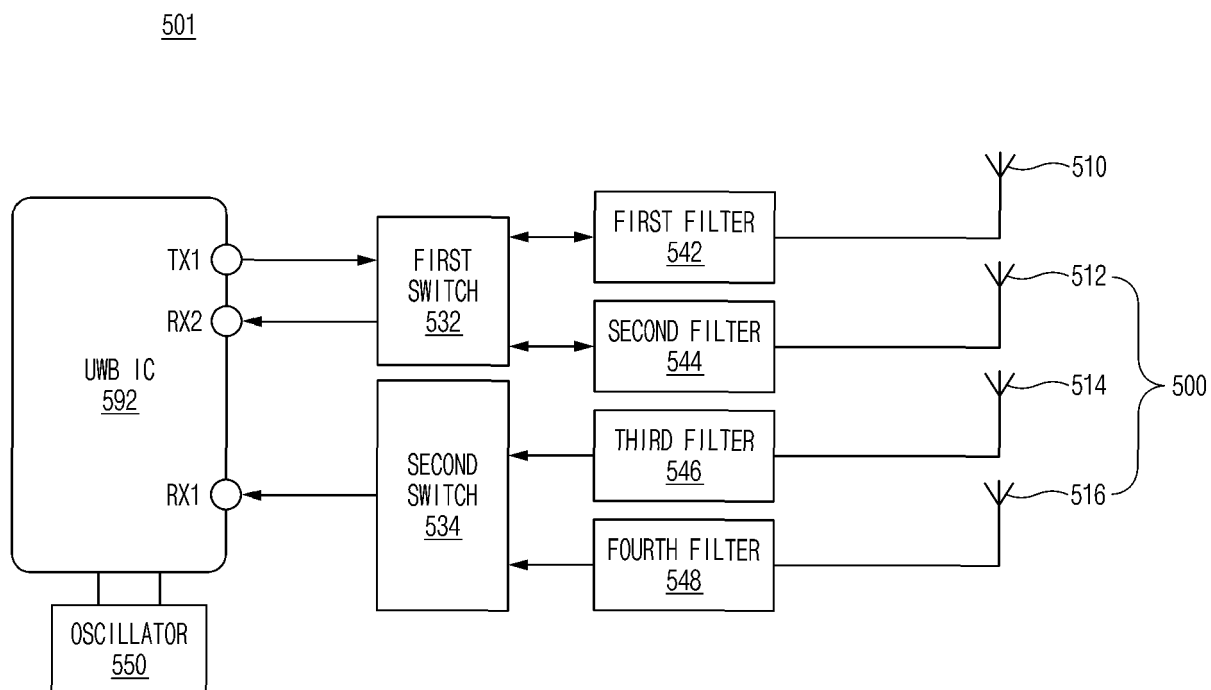 501
510
FIRST FILTER
542
TX1
FIRST
SWITCH
532
512
RX2
SECOND FILTER
544
UWB IC
592
514
500
THIRD FILTER
546
SECOND
SWITCH
534
RX1
516
FOURTH FILTER
548
OSCILLATOR
550